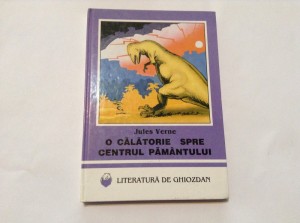 Jules Verne
O CĂLĂTORIE SPRE
CENTRUL PĂMÂNTULUI
LITERATURĂ DE GHIOZDAN